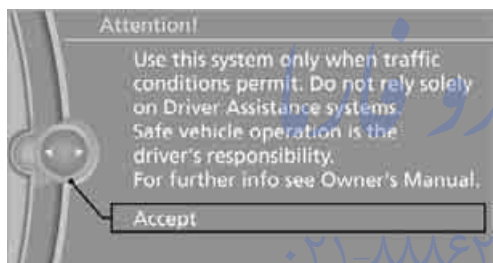 Attention!
Use this system only when traffic
conditions permit. Do not rely solely
on Driver Assistance systems
Safe vehicle operation is the
driver's responsibility.
For further info see Owner's Manual.
Accept